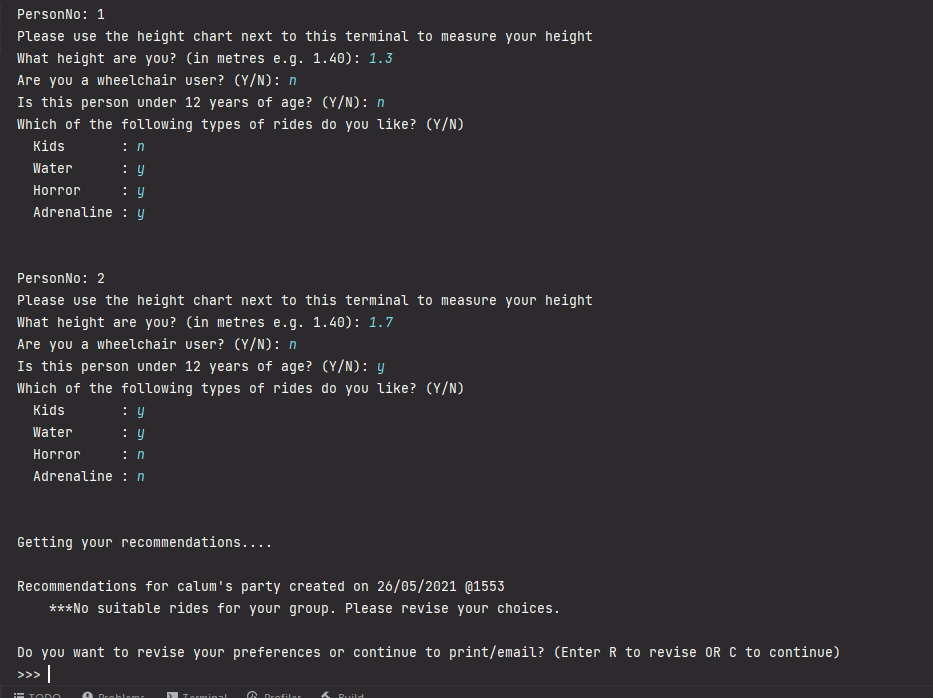 PersonNo: 1
Please use the height chart next to this terminal to measure your height
What height are you? (in metres e.g. 1.40): 1.3
Are you a wheelchair user? (Y/N): n
Is this person under 12 years of age? (Y/N): n
Which of the following types of rides do you like? (Y/N)
Kids : n
Water : y
Horror : y
Adrenaline : y
PersonNo: 2
Please use the height chart next to this terminal to measure your height
What height are you? (in metres e.g. 1.40): 1.7
Are you a wheelchair user? (Y/N): n
Is this person under 12 years of age? (Y/N): y
Which of the following types of rides do you like? (Y/N)
Kids : y
Water : y
Horror : n
Adrenaline : n
Getting your recommendations....
Recommendations for calum's party created on 26/05/2021 @1553
***No suitable rides for your group. Please revise your choices.
Do you want to revise your preferences or continue to print/email? (Enter R to revise OR C to continue)
>>>
TODO Problems Terminal Profiler Build